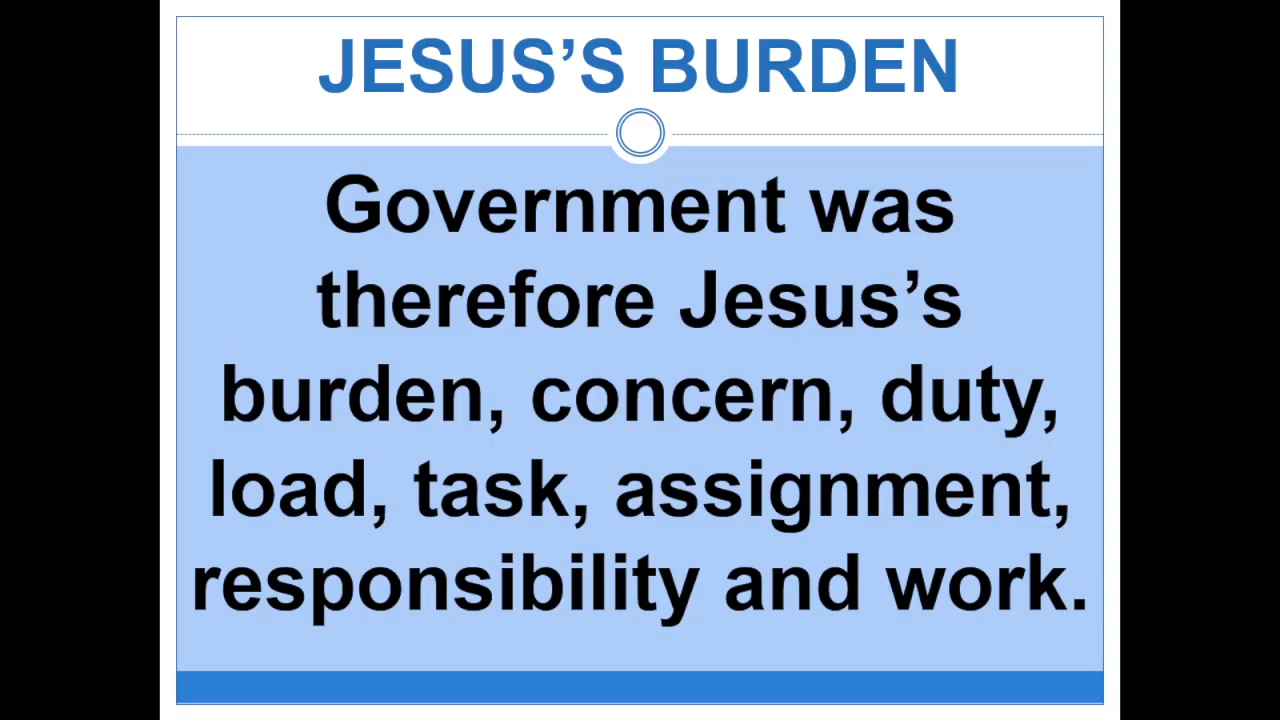 JESUS’S BURDEN
Government was
therefore Jesus’s
burden, concern, duty,
load, task, assignment,
responsibility and work.